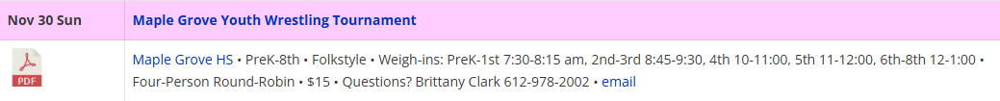 Nov 30 Sun
Maple Grove Youth Wrestling Tournament
PDF
Maple Grove HS • PreK-8th • Folkstyle • Weigh-ins: PreK-1st 7:30-8:15 am, 2nd-3rd 8:45-9:30, 4th 10-11:00, 5th 11-12:00, 6th-8th 12-1:00 •
Four-Person Round-Robin • $15 • Questions? Brittany Clark 612-978-2002 • email